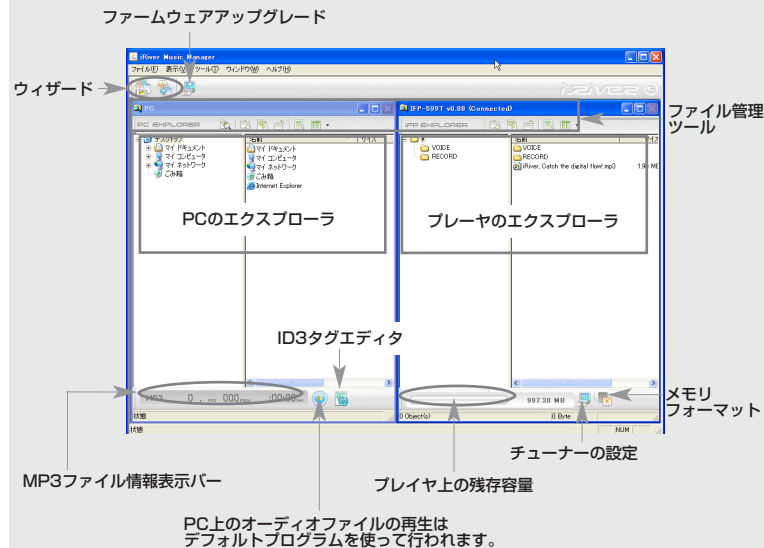 ファームウェアアップグレード
iRiver Music Manager
ファイル(F) 表示(V) ツール(T) ウィンドウ(W) ヘルプ(H)
ウィザード
iriver
PC
IFP-599T v0.88 (Connected)
ファイル管理
ツール
PC EXPLORER
iFP EXPLORER
デスクトップ
マイ ドキュメント
マイ コンピュータ
マイ ネットワーク
ごみ箱
名前
サイズ
マイ ドキュメント
マイ コンピュータ
マイ ネットワーク
ごみ箱
Internet Explorer
VOICE
RECORD
名前
サイズ
VOICE
RECORD
iRiver, Catch the digital flow!.mp3
PCのエクスプローラ
プレーヤのエクスプローラ
ID3タグエディタ
MP3
997.38 MB
メモリ
フォーマット
状態
0 Object(s)
0 Byte
状態
NUM
チューナーの設定
MP3ファイル情報表示バー
プレイヤ上の残存容量
PC上のオーディオファイルの再生は
デフォルトプログラムを使って行われます。